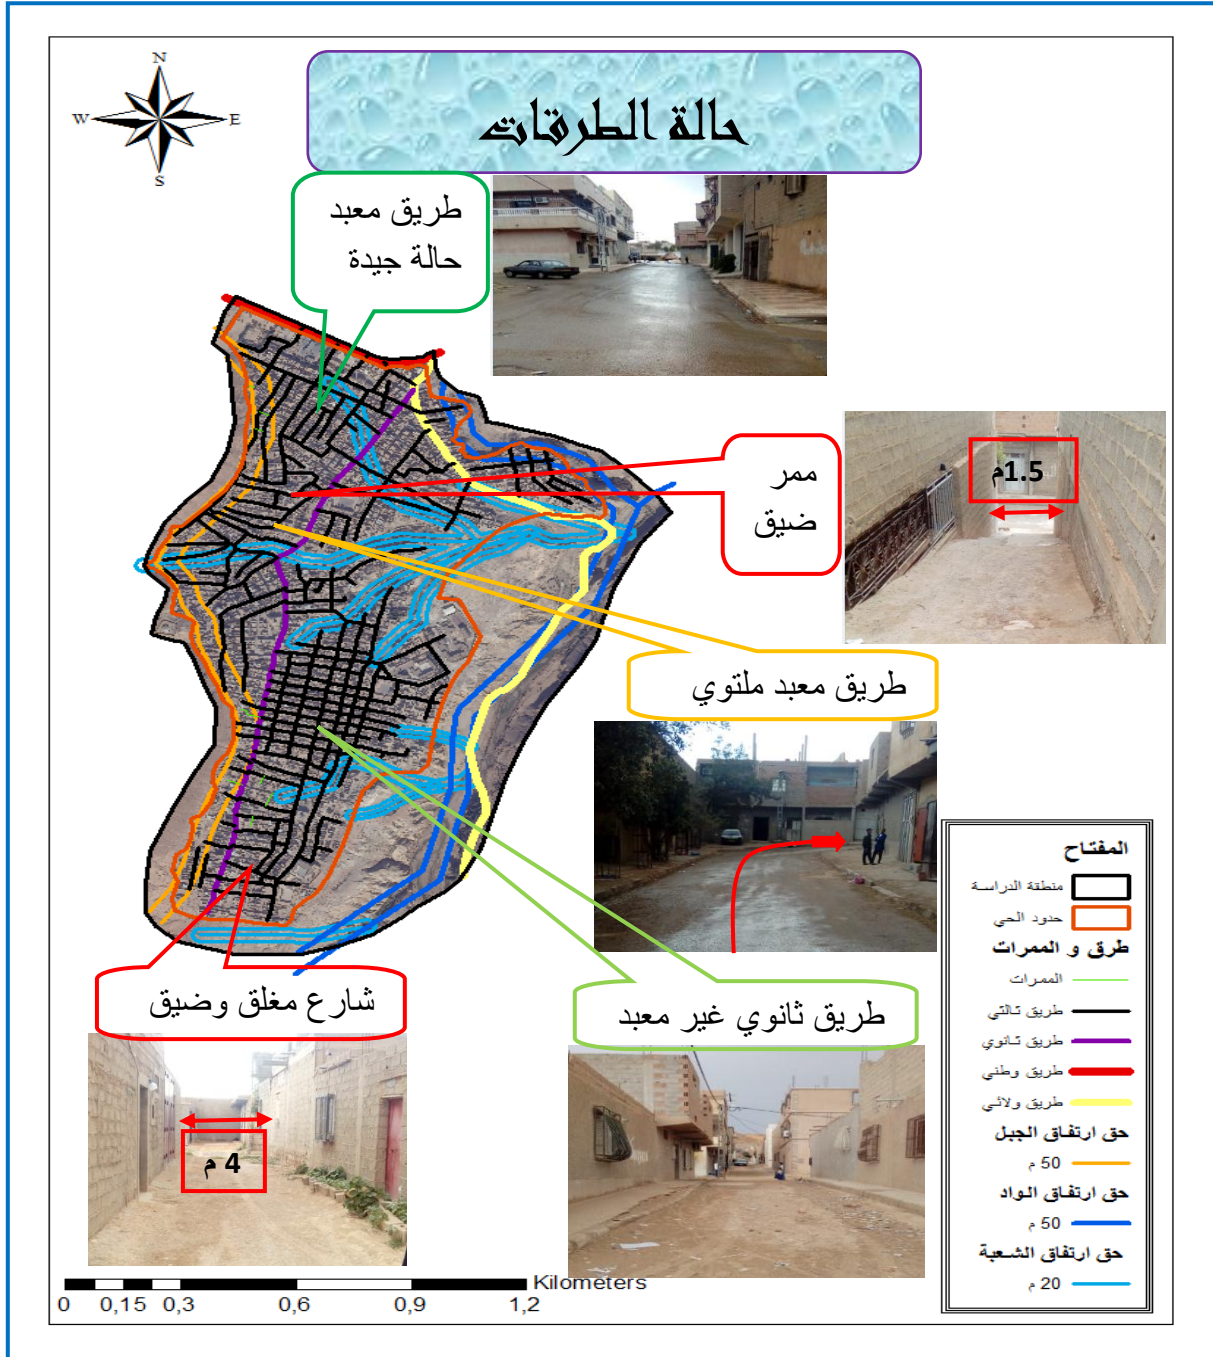 حالة الطرقات
N
W
E
S
طريق معبد
حالة جيدة
ممر
ضيق
1.5م
طريق معبد ملتوي
شارع مغلق وضيق
4 م
طريق ثانوي غير معبد
المفتاح
منطقة الدراسة
حدود الحي
طرق و الممرات
الممرات
طريق ثالثي
طريق ثانوي
طريق وطني
طريق ولائي
حق ارتفاق الجبل
50 م
حق ارتفاق الواد
50 م
حق ارتفاق الشعبة
20 م
Kilometers
0 0,15 0,3 0,6 0,9 1,2